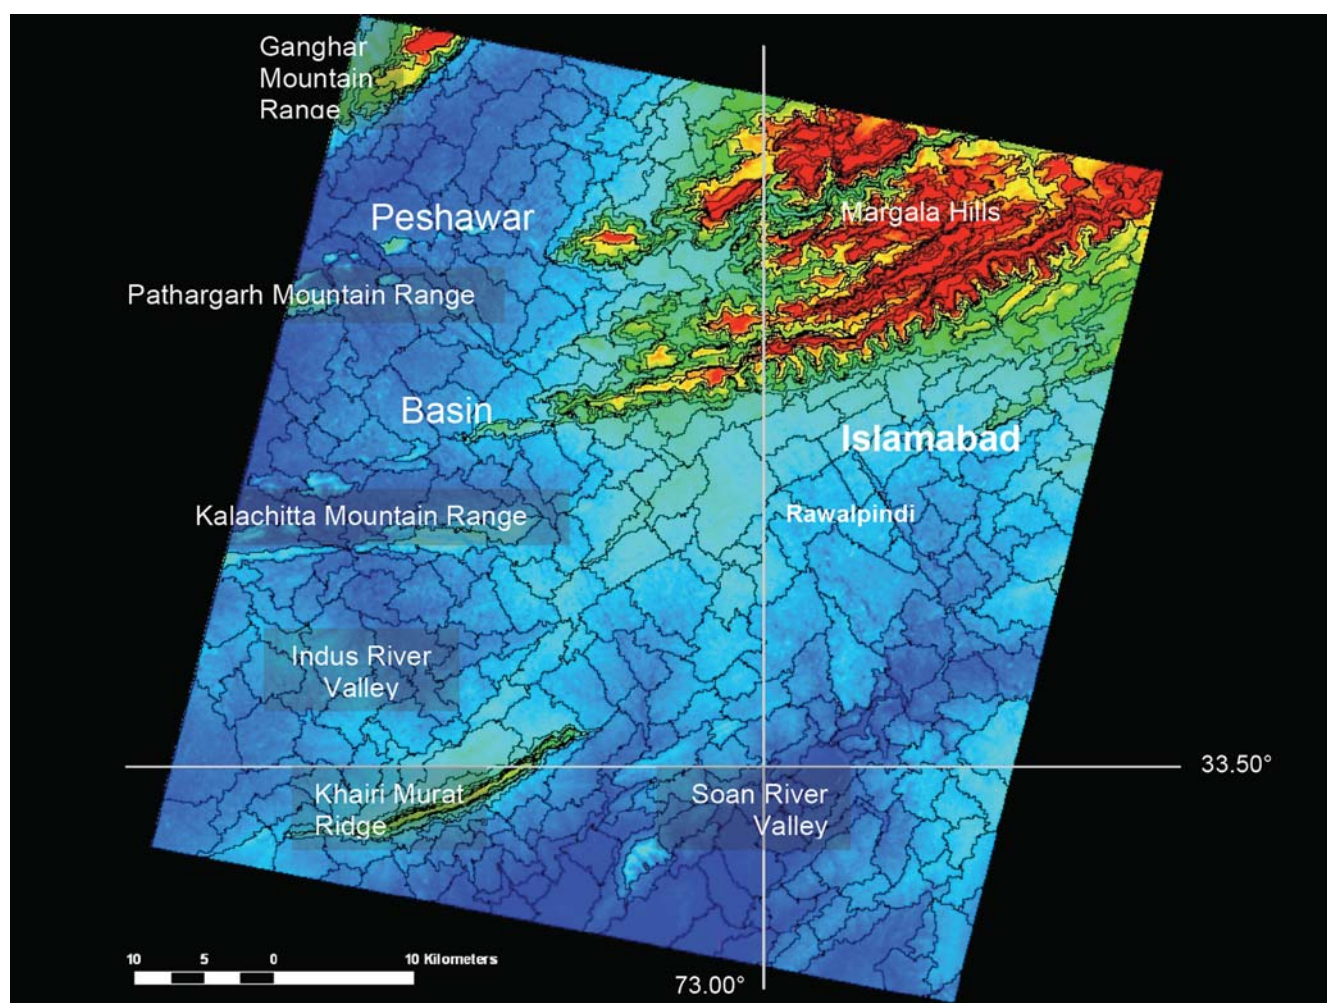 Ganghar
Mountain
Range
Peshawar
Margala Hills
Pathargarh Mountain Range
Basin
Islamabad
Kalachitta Mountain Range
Rawalpindi
Indus River
Valley
33.50°
Khairi Murat
Ridge
Soan River
Valley
10 5 0 10 Kilometers
73.00°